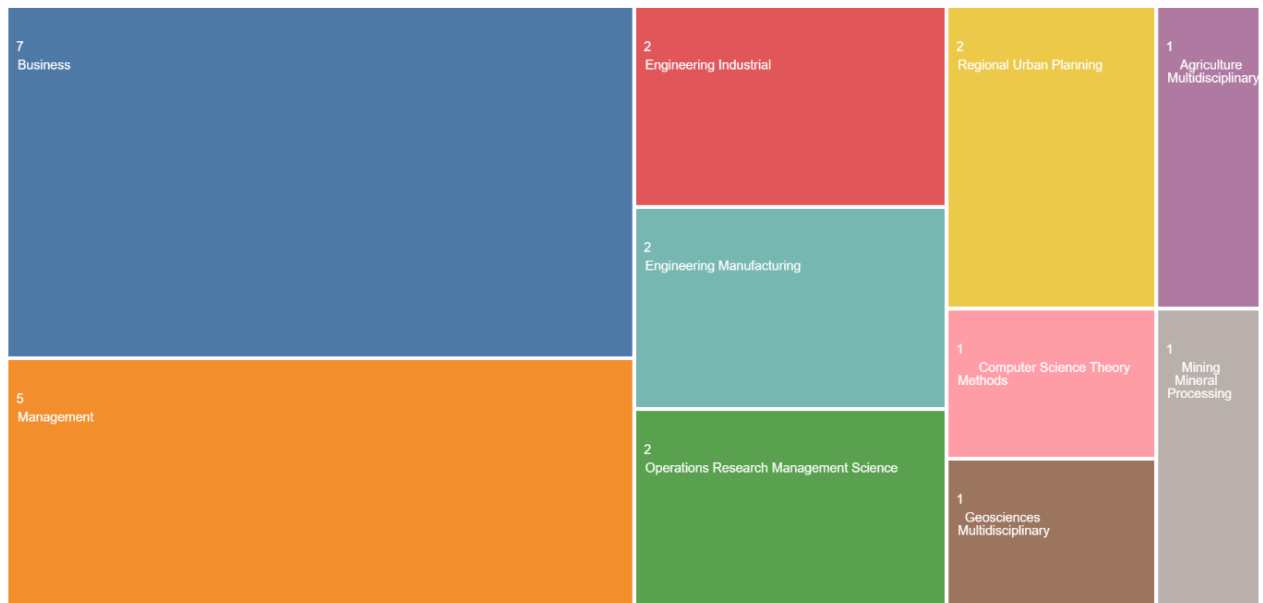 7
Business
5
Management
2
Engineering Industrial
2
Engineering Manufacturing
2
Operations Research Management Science
2
Regional Urban Planning
1
Computer Science Theory
Methods
1
Geosciences
Multidisciplinary
1
Agriculture
Multidisciplinary
1
Mining
Mineral
Processing